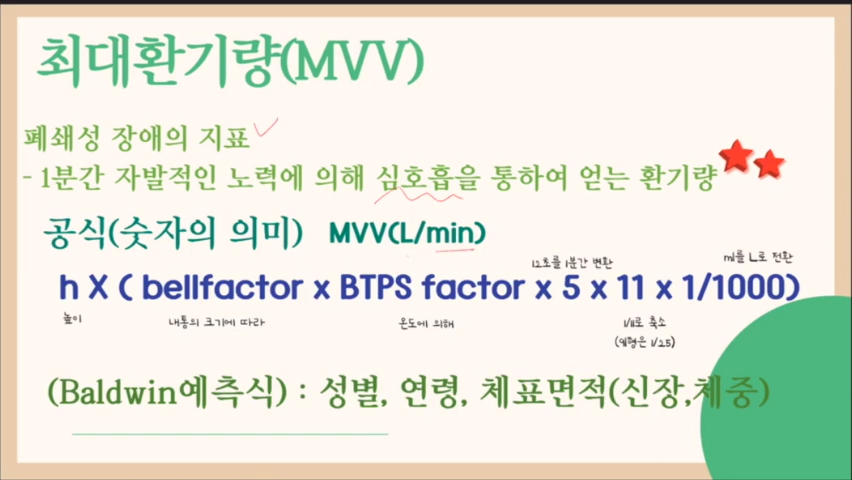 최대환기량(MVV)
폐쇄성 장애의 지표
- 1분간 자발적인 노력에 의해 심호흡을 통하여 얻는 환기량
공식(숫자의 의미) MVV(L/min)
12초를 1분간 변환 ml를 L로 전환
h X ( bellfactor x BTPS factor x 5 x 11 x 1/1000)
높이 내통의 크기에 따라 온도에 의해 1/11로 축소
(예형은 1/25)
(Baldwin예측식) : 성별, 연령, 체표면적(신장,체중)